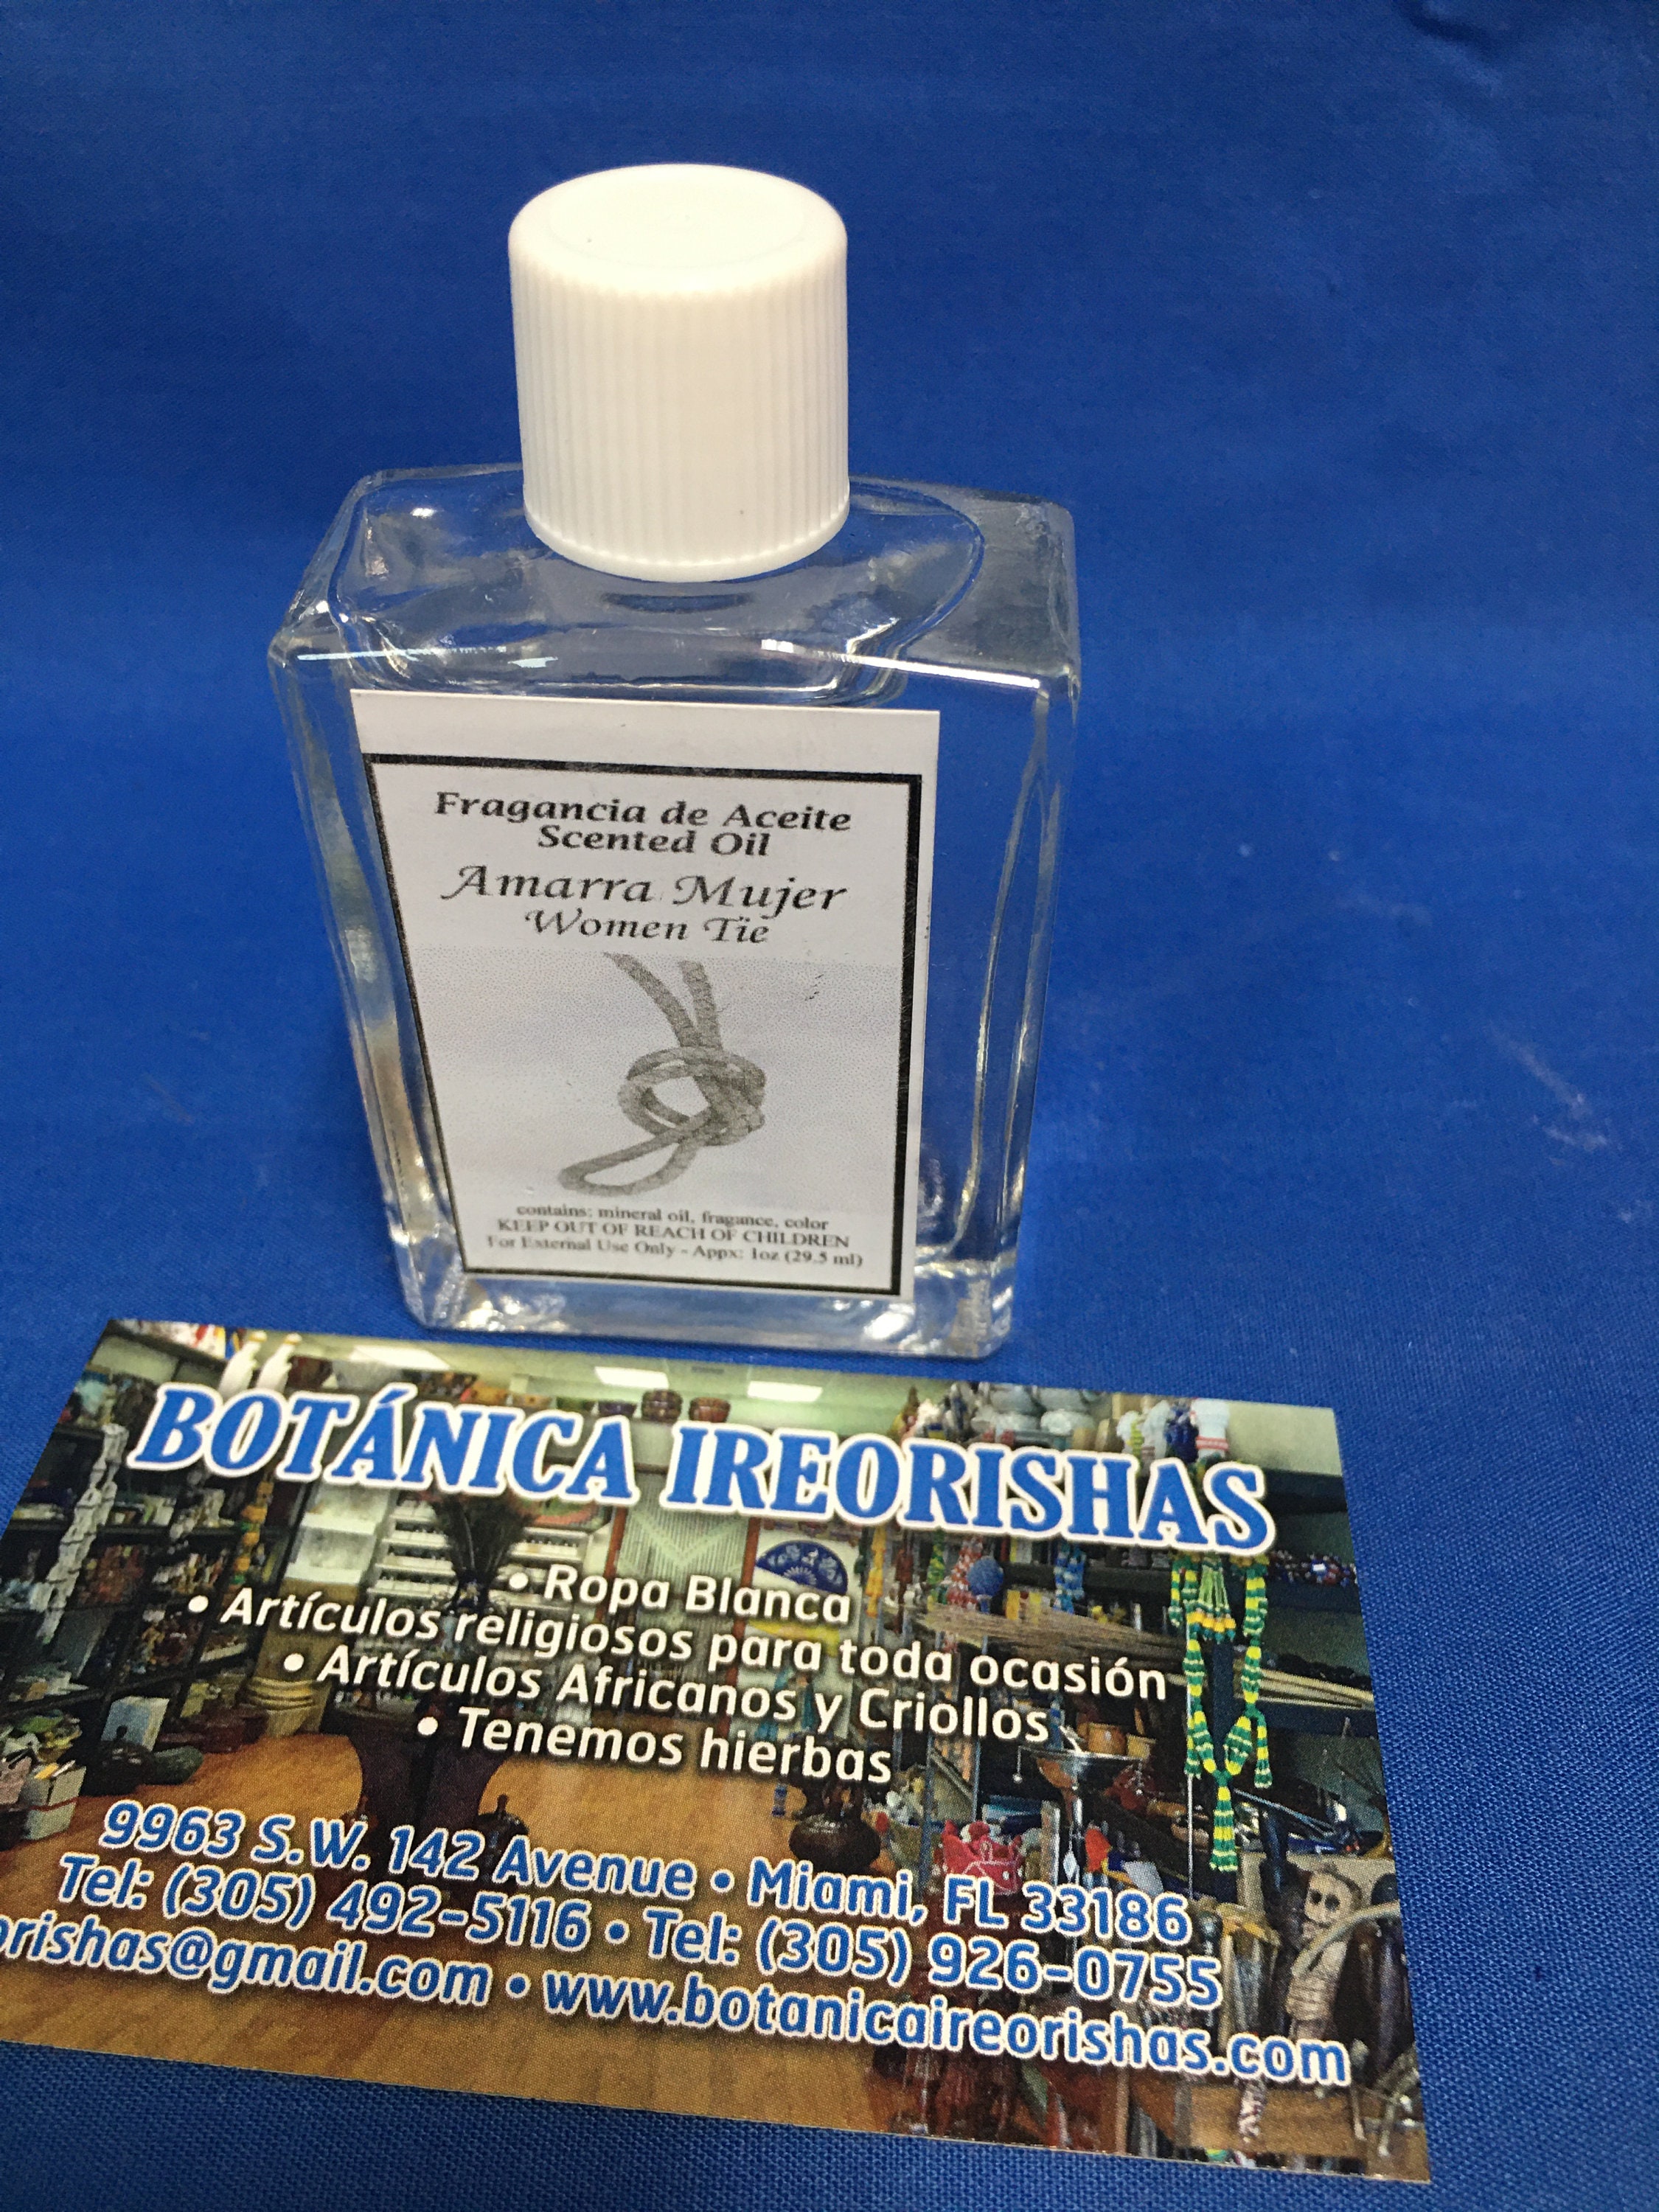 Fragancia de Aceite
Scented Oil
Amarra Mujer
Women Tie
contains: mineral oil, fragance, color
KEEP OUT OF REACH OF CHILDREN
For External Use Only - Appx: 1oz (29.5 ml)
BOTÁNICA IREORISHAS
• Ropa Blanca
• Artículos religiosos para toda ocasión
• Artículos Africanos y Criollos
• Tenemos hierbas
9963 S.W. 142 Avenue • Miami, FL 33186
Tel: (305) 492-5116 • Tel: (305) 926-0755
orishas@gmail.com • www.botanicaireorishas.com